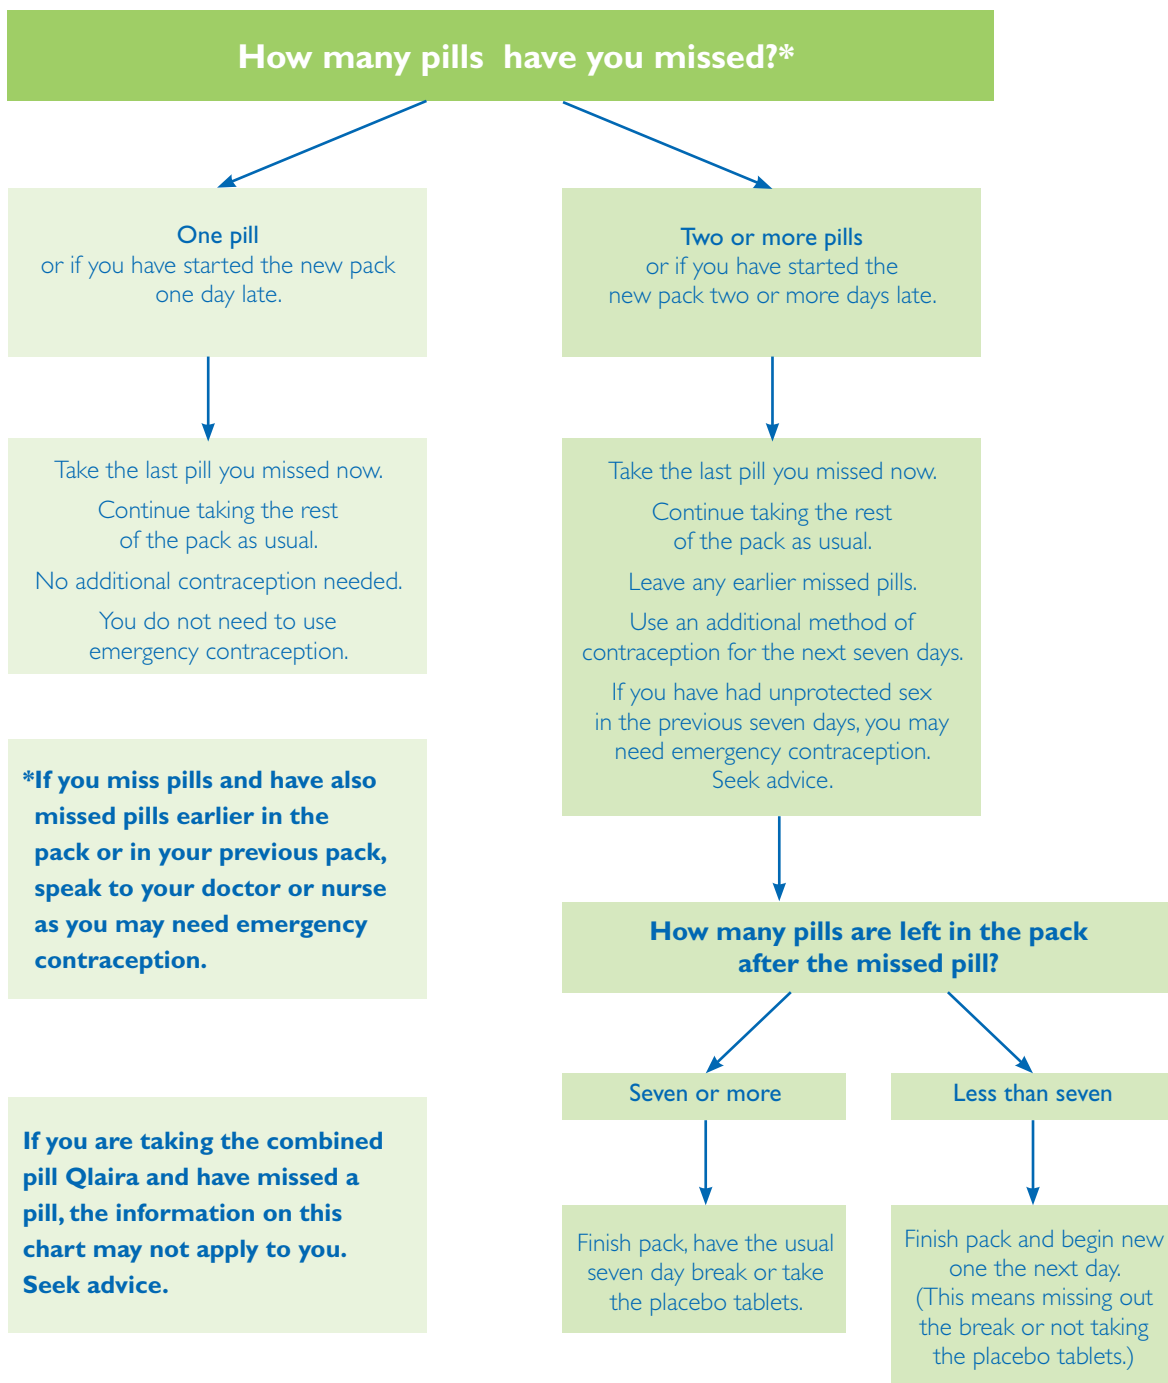 How many pills have you missed?*
One pill
or if you have started the new pack
one day late.
Take the last pill you missed now.
Continue taking the rest
of the pack as usual.
No additional contraception needed.
You do not need to use
emergency contraception.
*If you miss pills and have also
missed pills earlier in the
pack or in your previous pack,
speak to your doctor or nurse
as you may need emergency
contraception.
If you are taking the combined
pill Qlaira and have missed a
pill, the information on this
chart may not apply to you.
Seek advice.
Two or more pills
or if you have started the
new pack two or more days late.
Take the last pill you missed now.
Continue taking the rest
of the pack as usual.
Leave any earlier missed pills.
Use an additional method of
contraception for the next seven days.
If you have had unprotected sex
in the previous seven days, you may
need emergency contraception.
Seek advice.
How many pills are left in the pack
after the missed pill?
Seven or more
Finish pack, have the usual
seven day break or take
the placebo tablets.
Less than seven
Finish pack and begin new
one the next day.
(This means missing out
the break or not taking
the placebo tablets.)